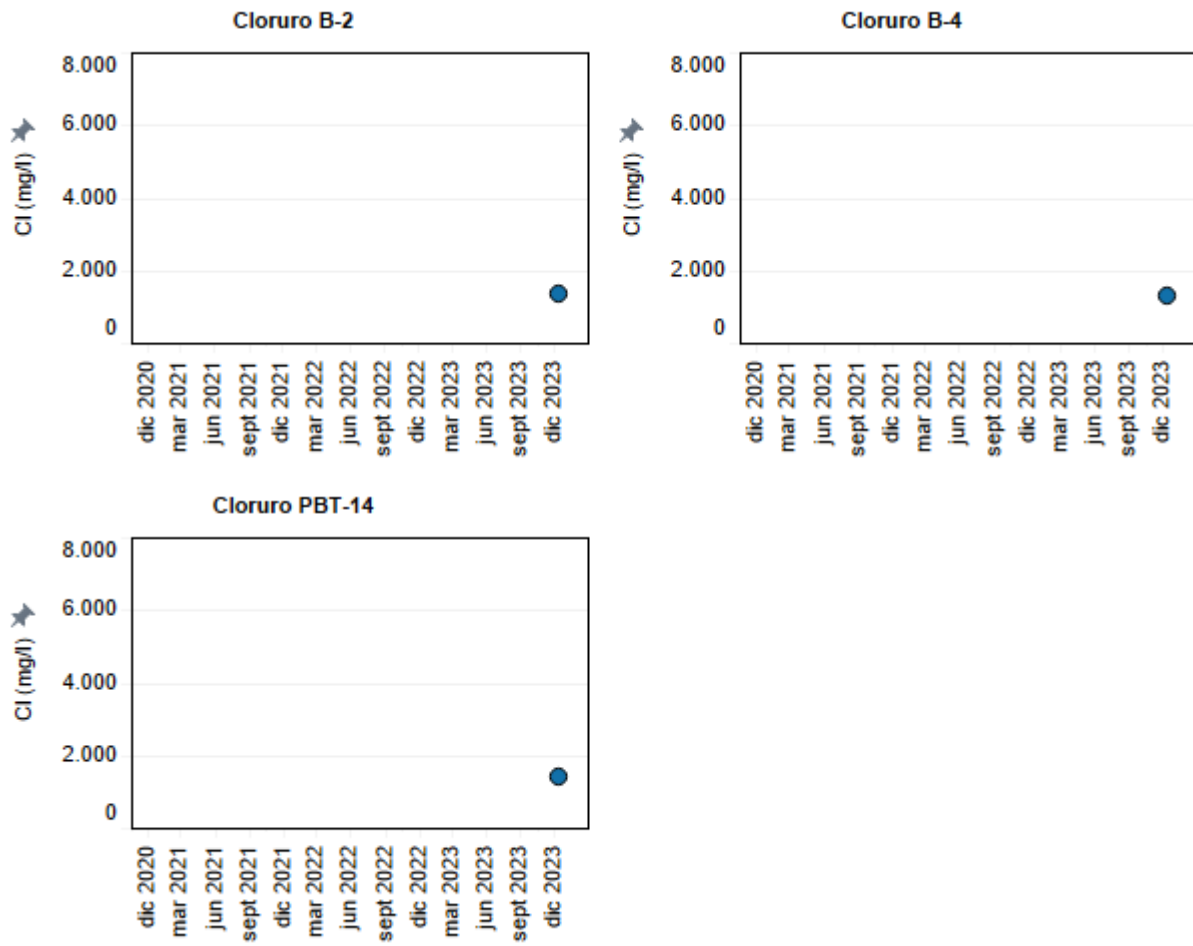 Cloruro B-2
8.000
6.000
4.000
2.000
0
Cl (mg/l)
dic 2020
mar 2021
jun 2021
sept 2021
dic 2021
mar 2022
jun 2022
sept 2022
dic 2022
mar 2023
jun 2023
sept 2023
dic 2023
Cloruro B-4
8.000
6.000
4.000
2.000
0
Cl (mg/l)
dic 2020
mar 2021
jun 2021
sept 2021
dic 2021
mar 2022
jun 2022
sept 2022
dic 2022
mar 2023
jun 2023
sept 2023
dic 2023
Cloruro PBT-14
8.000
6.000
4.000
2.000
0
Cl (mg/l)
dic 2020
mar 2021
jun 2021
sept 2021
dic 2021
mar 2022
jun 2022
sept 2022
dic 2022
mar 2023
jun 2023
sept 2023
dic 2023